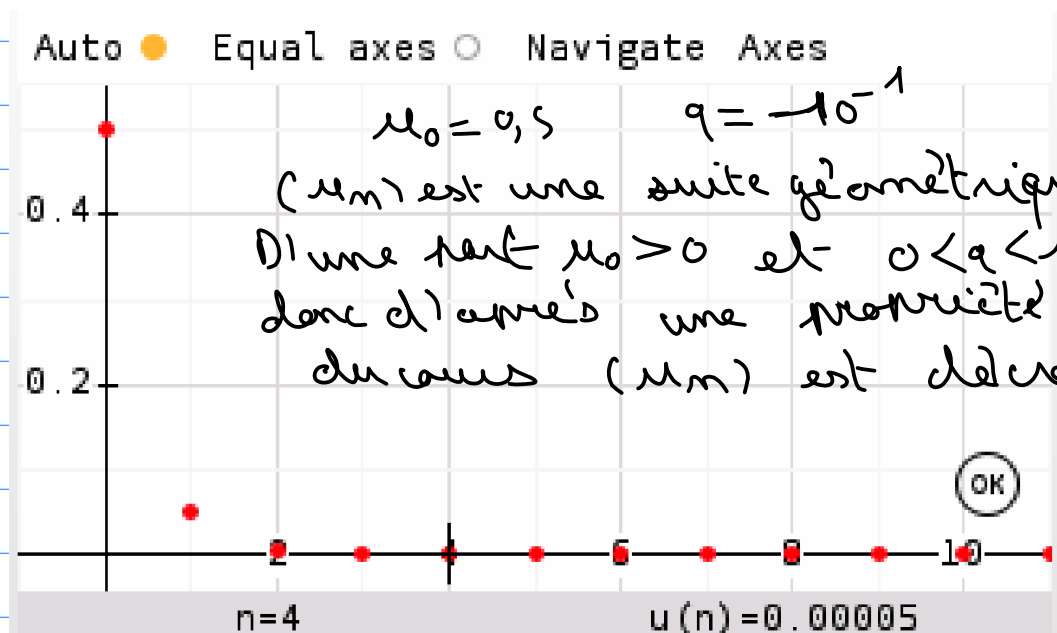 Auto Equal axes Navigate Axes
u₀ = 0,5 q = 10⁻¹
(un) est une suite géométriqu
D'une part u₀ > 0 et 0 < q < 1
0.4
donc d'après une propriété
du cours (un) est décr
0.2
OK
2 4 6 8 10
n=4 u(n)=0.00005